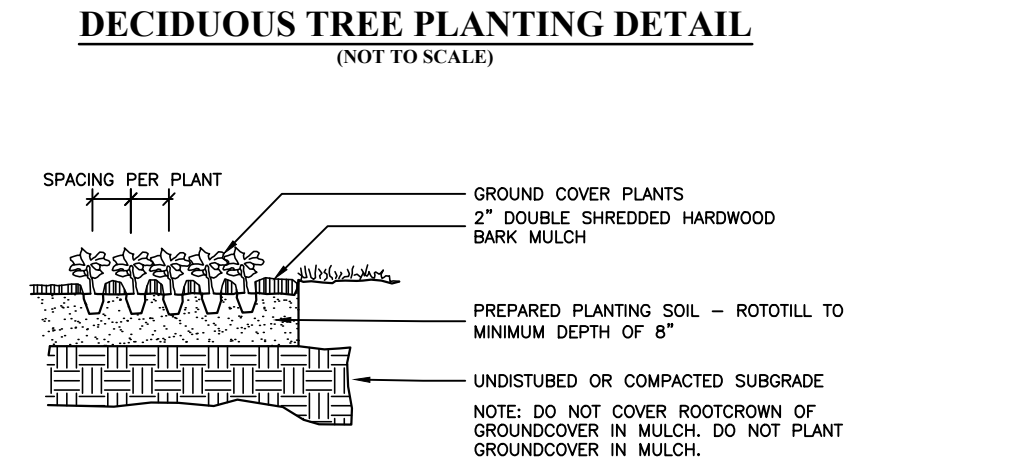 DECIDUOUS TREE PLANTING DETAIL
(NOT TO SCALE)
SPACING PER PLANT
GROUND COVER PLANTS
2" DOUBLE SHREDDED HARDWOOD
BARK MULCH
PREPARED PLANTING SOIL – ROTOTILL TO
MINIMUM DEPTH OF 8"
UNDISTUBED OR COMPACTED SUBGRADE
NOTE: DO NOT COVER ROOTCROWN OF
GROUNDCOVER IN MULCH. DO NOT PLANT
GROUNDCOVER IN MULCH.